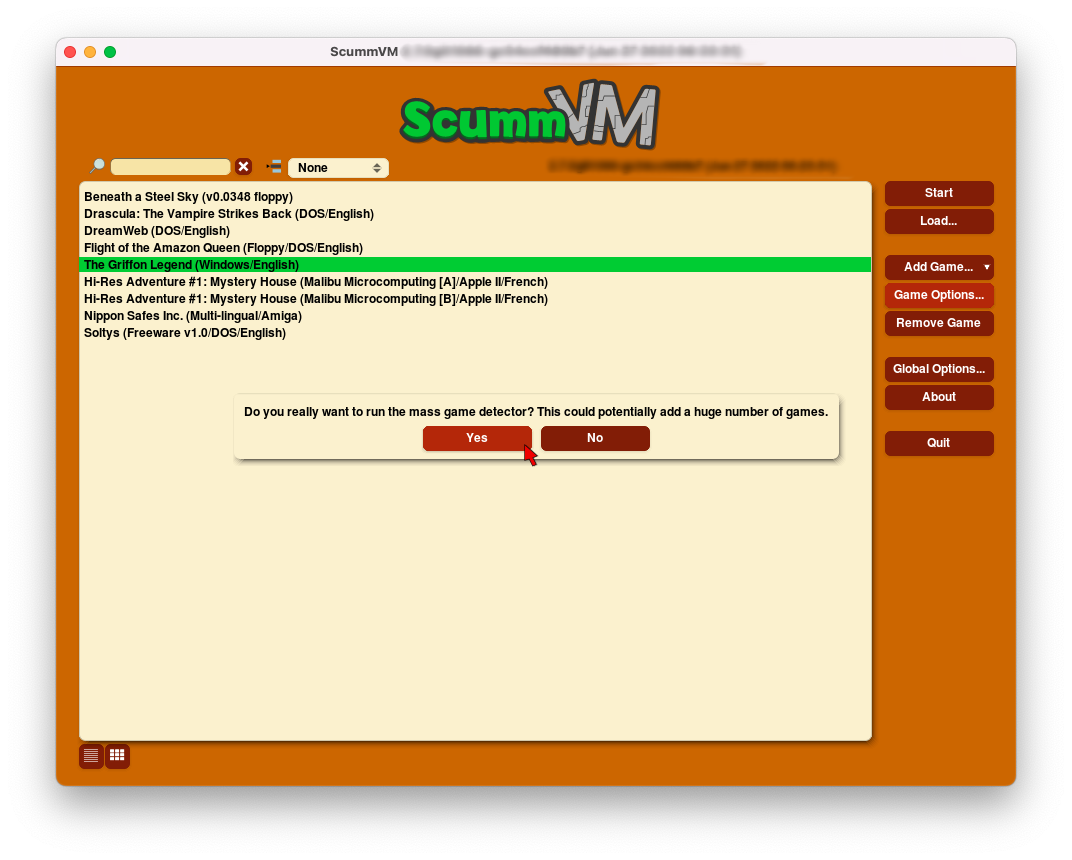 ScummVM
ScummVM
None
Beneath a Steel Sky (v0.0348 floppy)
Drascula: The Vampire Strikes Back (DOS/English)
DreamWeb (DOS/English)
Flight of the Amazon Queen (Floppy/DOS/English)
The Griffon Legend (Windows/English)
Hi-Res Adventure #1: Mystery House (Malibu Microcomputing [A]/Apple II/French)
Hi-Res Adventure #1: Mystery House (Malibu Microcomputing [B]/Apple II/French)
Nippon Safes Inc. (Multi-lingual/Amiga)
Soltys (Freeware v1.0/DOS/English)
Do you really want to run the mass game detector? This could potentially add a huge number of games.
Yes
No
Start
Load...
Add Game...
Game Options...
Remove Game
Global Options...
About
Quit